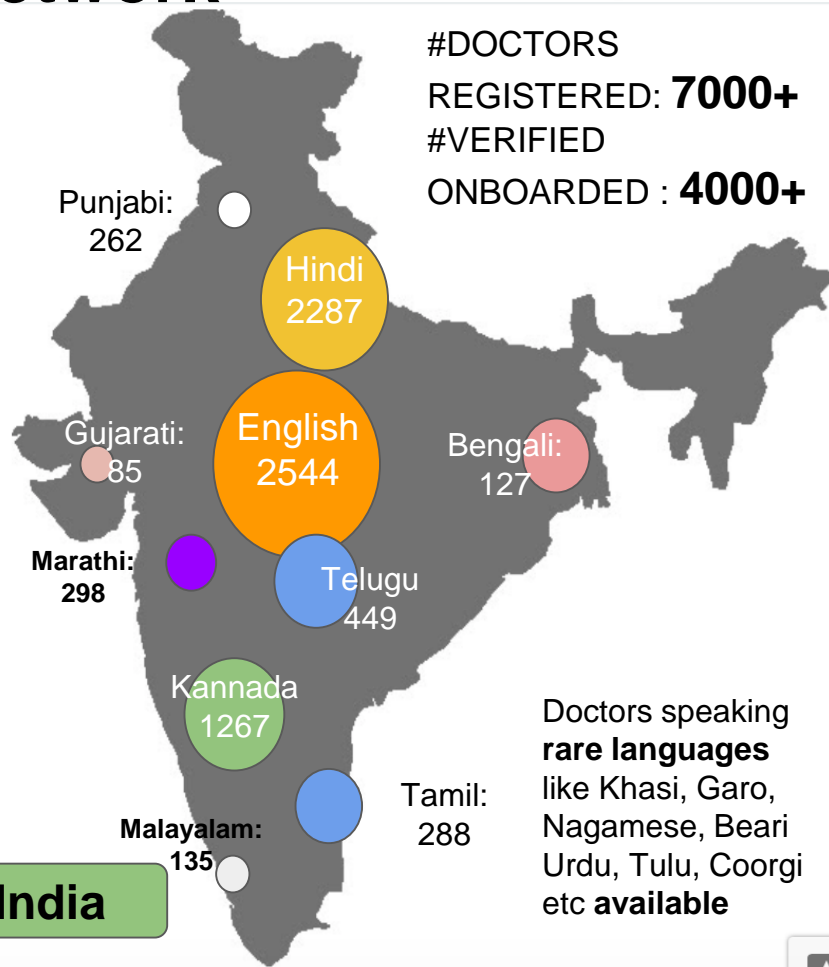 #DOCTORS
REGISTERED: 7000+
#VERIFIED
ONBOARDED : 4000+
Punjabi:
262
Hindi
2287
Gujarati:
85
English
2544
Bengali:
127
Marathi:
298
Telugu
449
Kannada
1267
Tamil:
288
Malayalam:
135
Doctors speaking
rare languages
like Khasi, Garo,
Nagamese, Beari
Urdu, Tulu, Coorgi
etc available
India